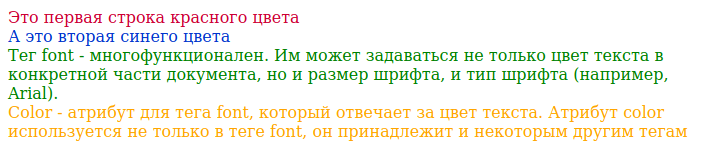 Это первая строка красного цвета
А это вторая синего цвета
Тег font - многофункционален. Им может задаваться не только цвет текста в
конкретной части документа, но и размер шрифта, и тип шрифта (например,
Arial).
Color - атрибут для тега font, который отвечает за цвет текста. Атрибут color
используется не только в теге font, он принадлежит и некоторым другим тегам